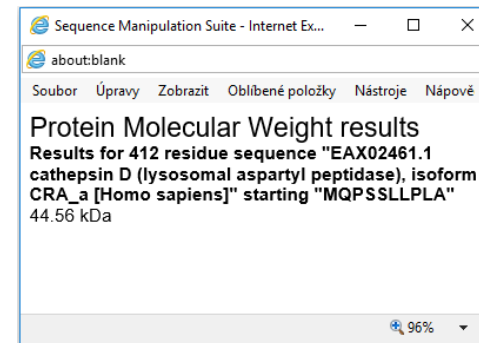 Sequence Manipulation Suite - Internet Ex...
about:blank
Soubor Úpravy Zobrazit Oblíbené položky Nástroje Nápově
Protein Molecular Weight results
Results for 412 residue sequence "EAX02461.1
cathepsin D (lysosomal aspartyl peptidase), isoform
CRA_a [Homo sapiens]" starting "MQPSSLLPLA"
44.56 kDa
96%